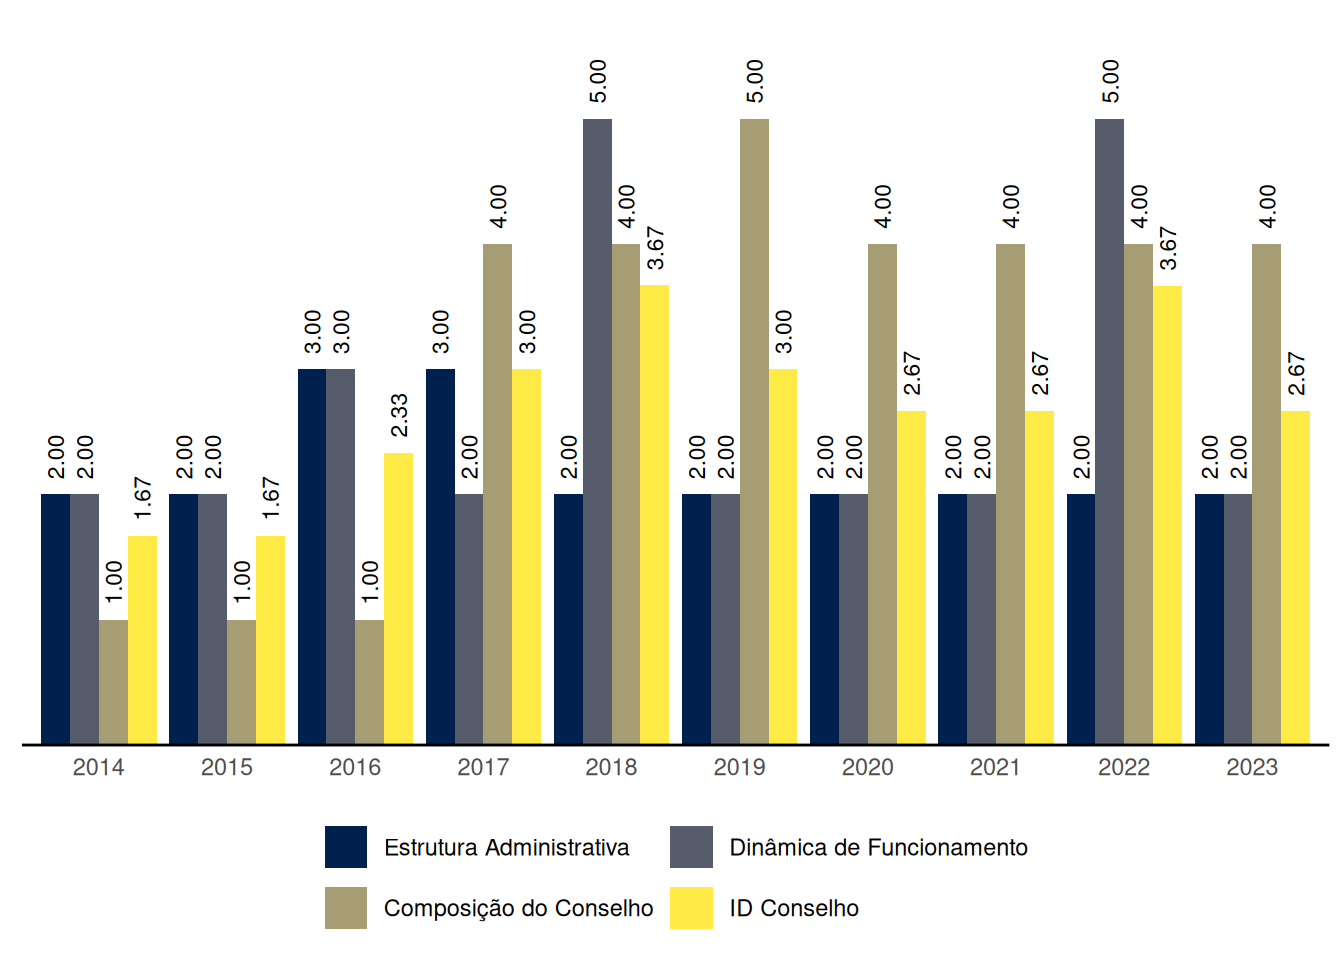 2.00 2.00 1.00 1.67
2.00 2.00 1.00 1.67
3.00 3.00 1.00 2.33
3.00 2.00 4.00 3.00
2.00 5.00 4.00 3.67
2.00 2.00 5.00 3.00
2.00 2.00 4.00 2.67
2.00 2.00 4.00 2.67
2.00 5.00 4.00 3.67
2.00 2.00 4.00 2.67
2014 2015 2016 2017 2018 2019 2020 2021 2022 2023
Estrutura Administrativa Dinâmica de Funcionamento
Composição do Conselho ID Conselho